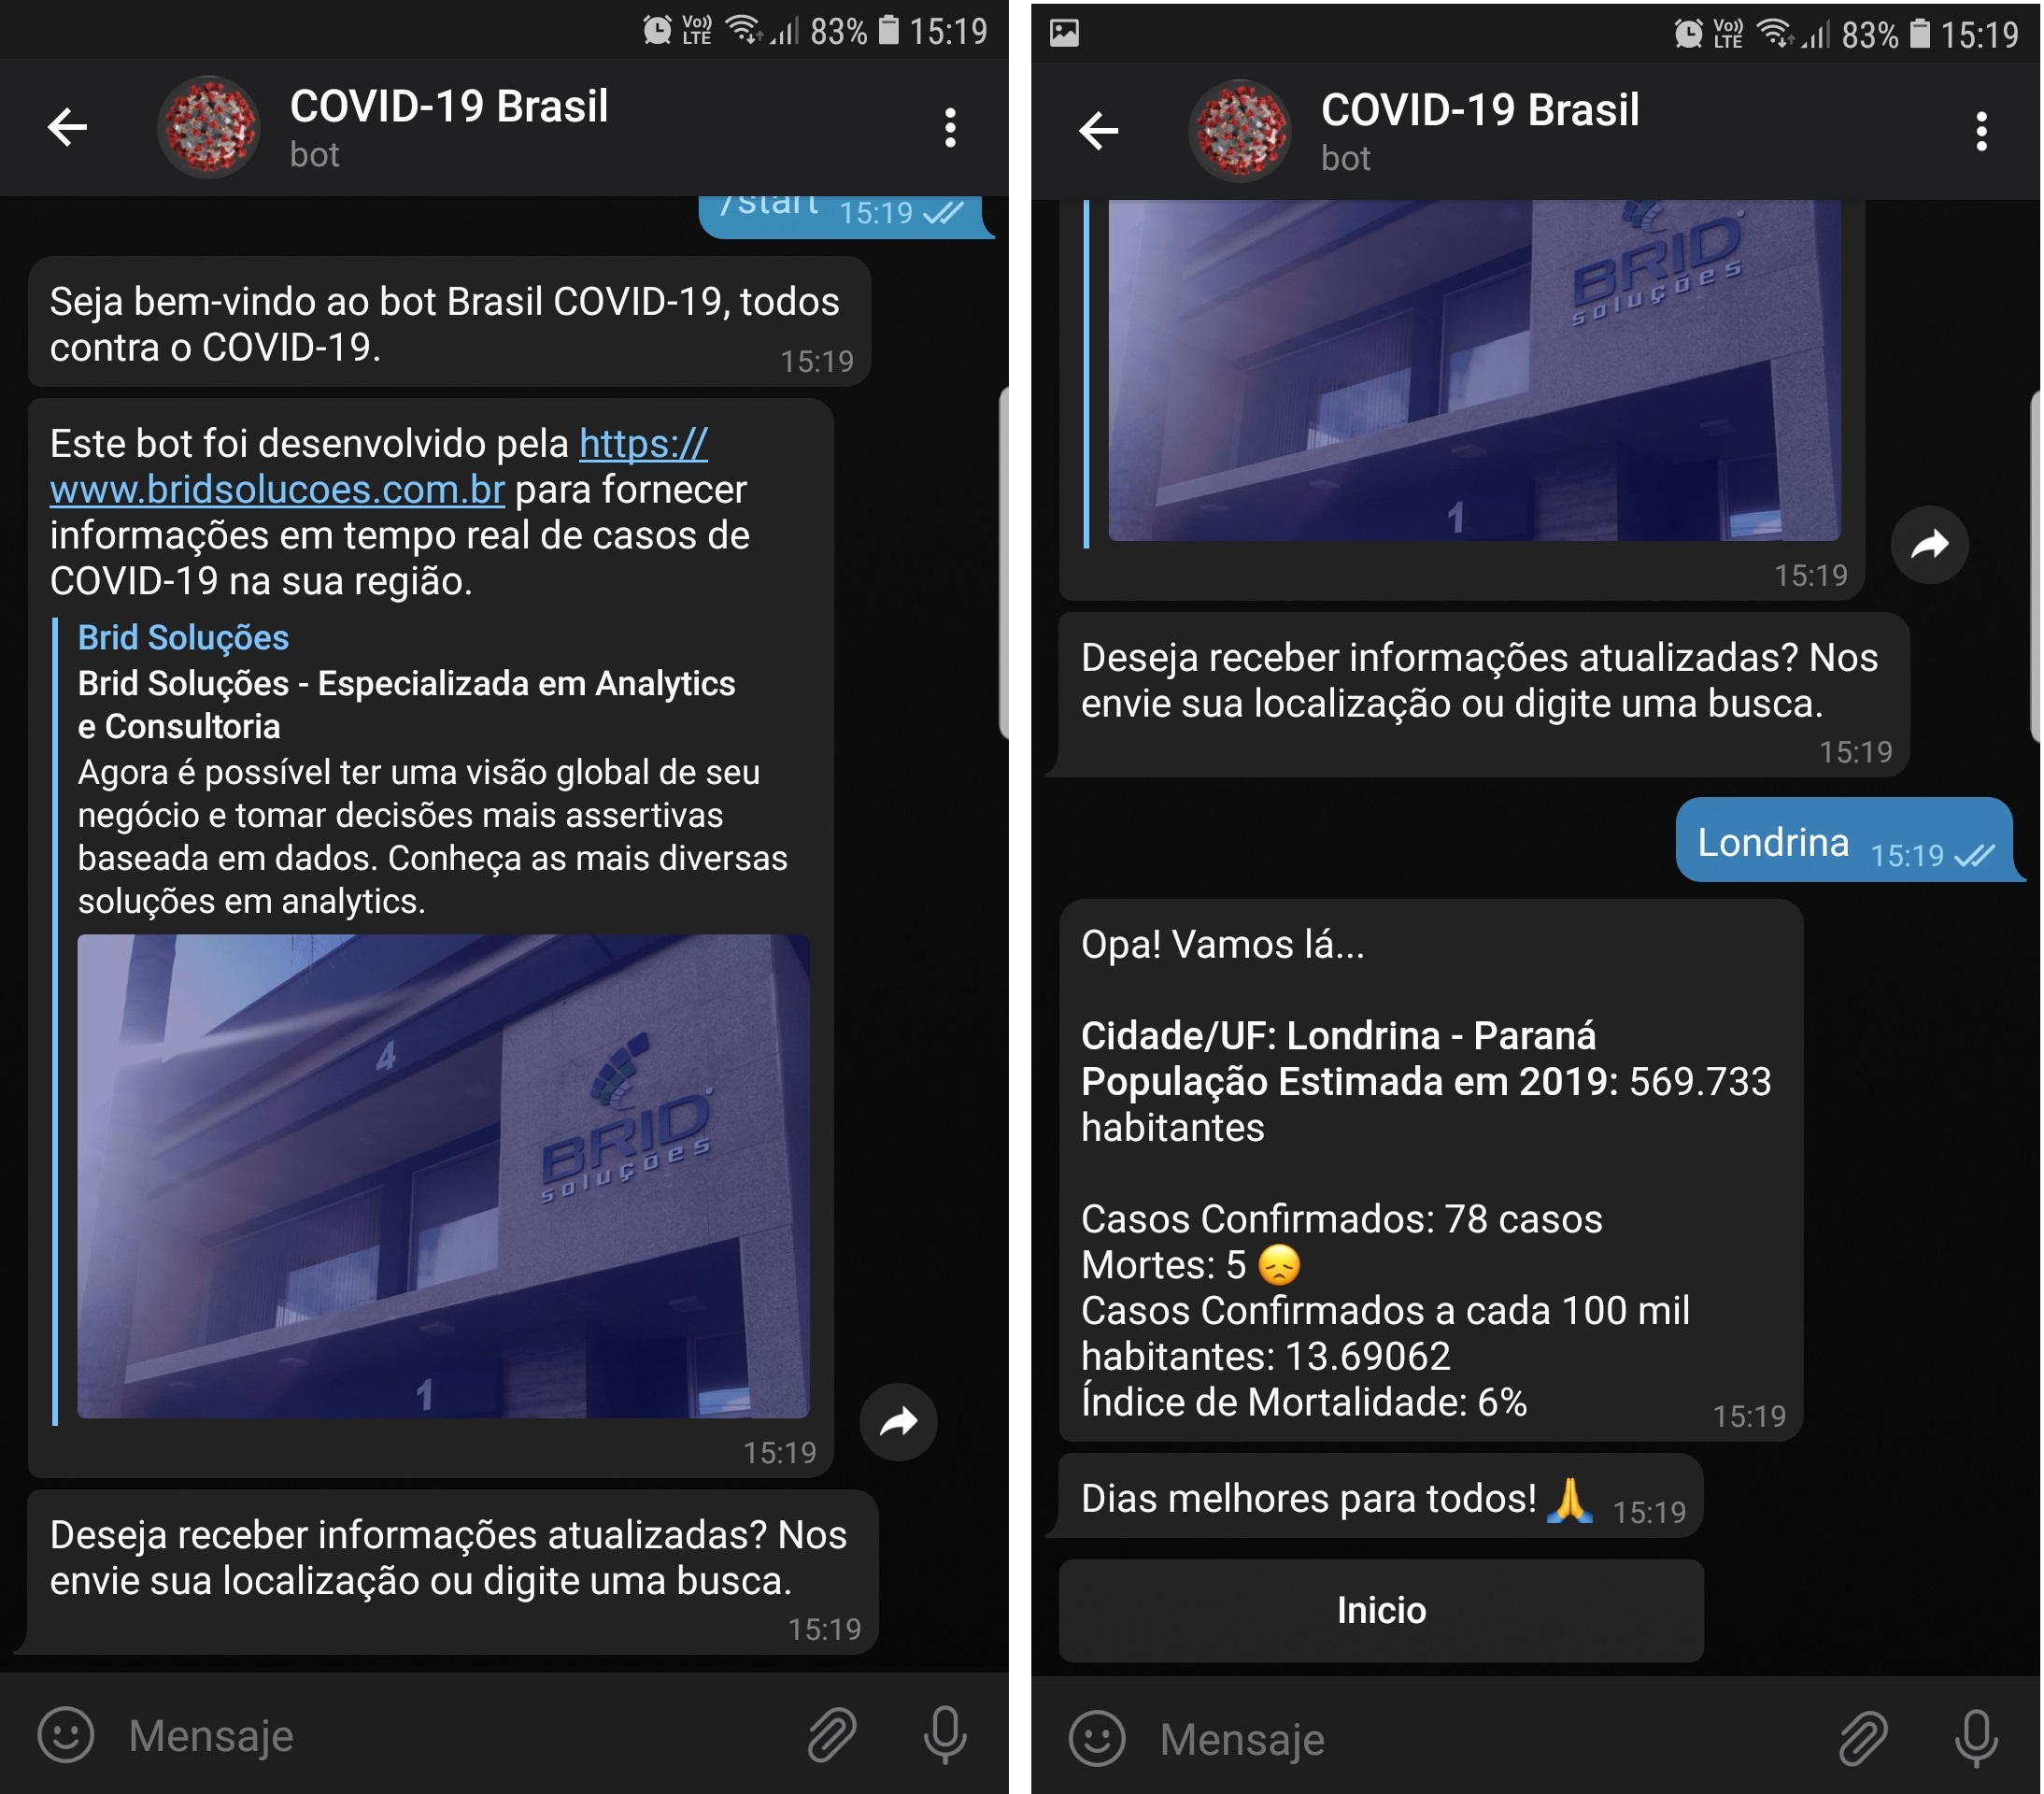 Vo)) LTE 83% 15:19
COVID-19 Brasil
bot
/start 15:19
Seja bem-vindo ao bot Brasil COVID-19, todos
contra o COVID-19.
15:19
Este bot foi desenvolvido pela https://
www.bridsolucoes.com.br para fornecer
informações em tempo real de casos de
COVID-19 na sua região.
Brid Soluções
Brid Soluções - Especializada em Analytics
e Consultoria
Agora é possível ter uma visão global de seu
negócio e tomar decisões mais assertivas
baseada em dados. Conheça as mais diversas
soluções em analytics.
4
BRID
soluções
1
15:19
Deseja receber informações atualizadas? Nos
envie sua localização ou digite uma busca.
15:19
Mensaje
Vo)) LTE 83% 15:19
COVID-19 Brasil
bot
BRID
soluções
1
15:19
Deseja receber informações atualizadas? Nos
envie sua localização ou digite uma busca.
15:19
Londrina 15:19
Opa! Vamos lá...
Cidade/UF: Londrina - Paraná
População Estimada em 2019: 569.733
habitantes
Casos Confirmados: 78 casos
Mortes: 5 😞
Casos Confirmados a cada 100 mil
habitantes: 13.69062
Índice de Mortalidade: 6%
15:19
Dias melhores para todos! 🙏 15:19
Inicio
Mensaje